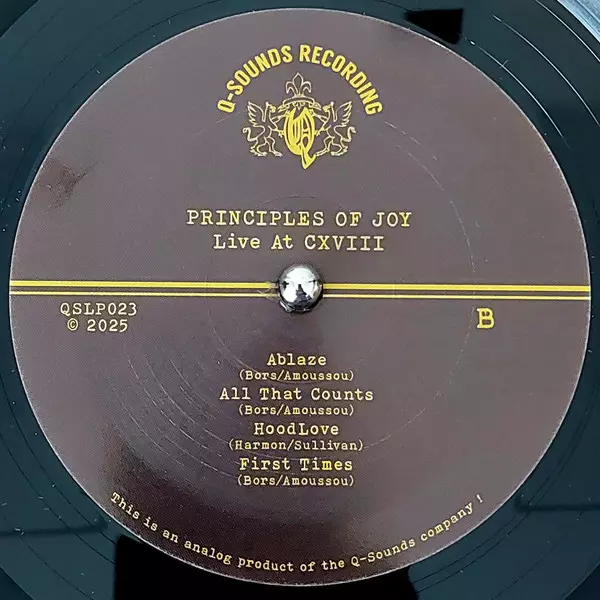 Q-SOUNDS RECORDING
Q
PRINCIPLES OF JOY
Live At CXVIII
QSLP023
© 2025
B
Ablaze
(Bors/Amoussou)
All That Counts
(Bors/Amoussou)
HoodLove
(Harmon/Sullivan)
First Times
(Bors/Amoussou)
This is an analog product of the Q-Sounds company !